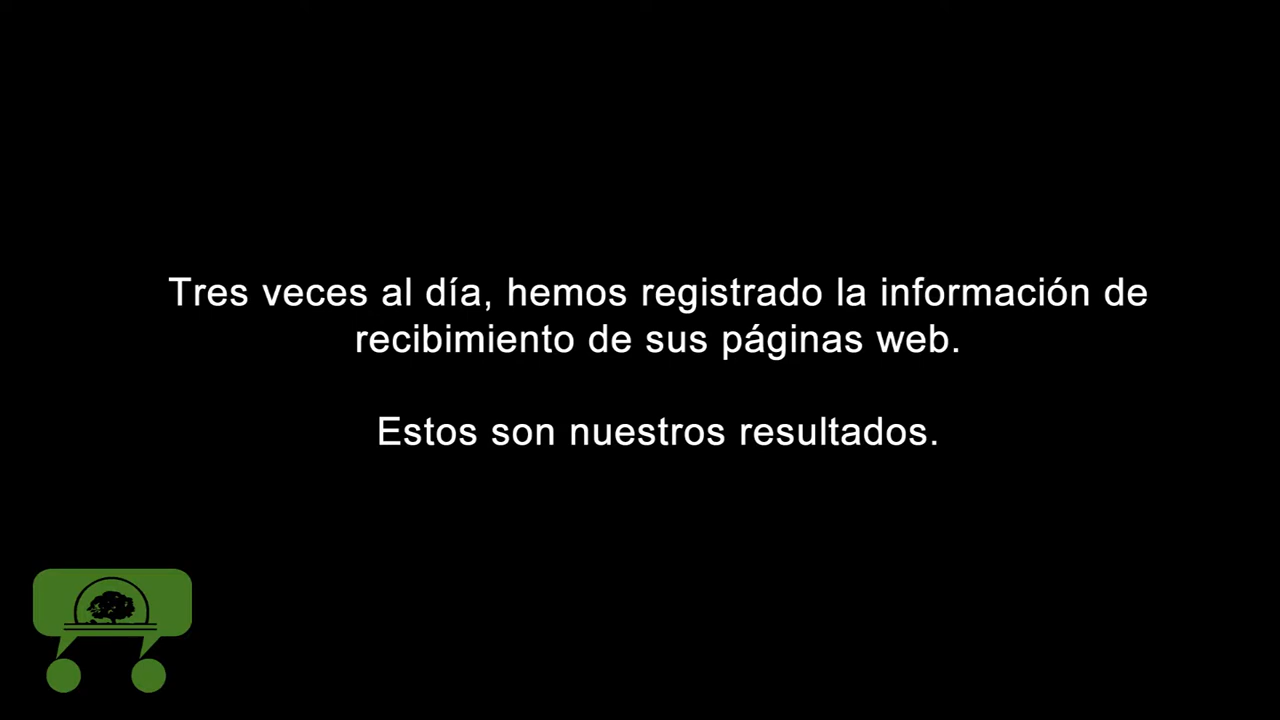 Tres veces al día, hemos registrado la información de
recibimiento de sus páginas web.
Estos son nuestros resultados.